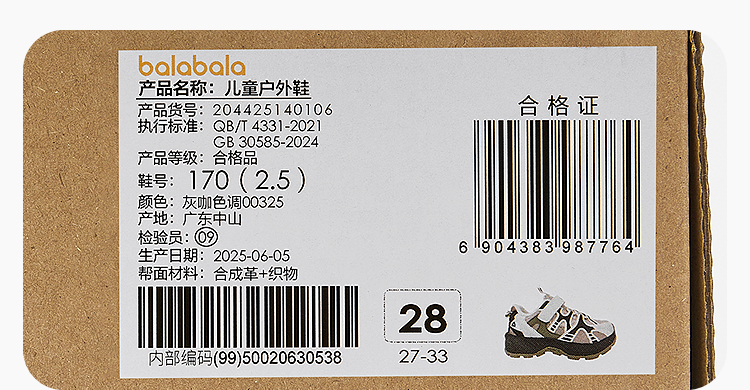 balabala
产品名称：儿童户外鞋
产品货号：204425140106
执行标准：QB/T 4331-2021
GB 30585-2024
产品等级：合格品
鞋号：170（2.5）
颜色：灰咖色调00325
产地：广东中山
检验员：09
生产日期：2025-06-05
帮面材料：合成革+织物
内部编码(99)50020630538
合格证
6 904383 987764
28
27-33